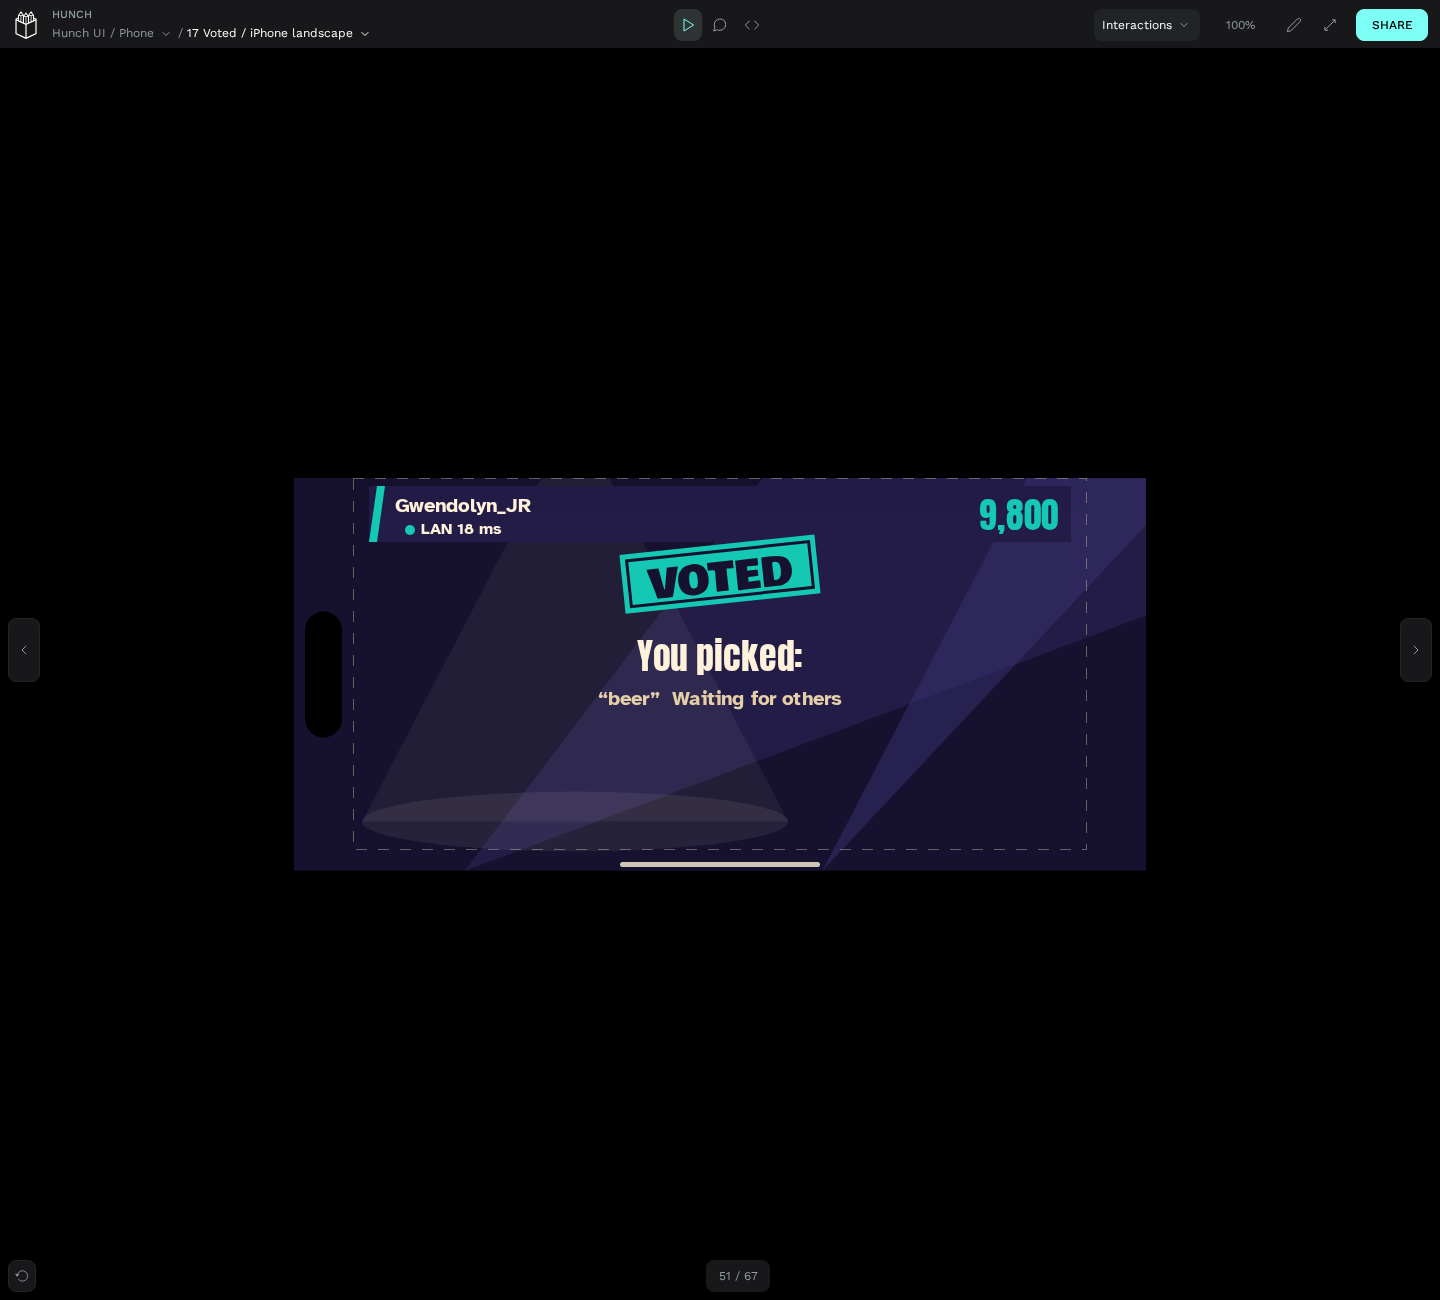 HUNCH
Hunch UI / Phone / 17 Voted / iPhone landscape
Interactions
100%
SHARE
Gwendolyn_JR
LAN 18 ms
9,800
VOTED
You picked:
“beer” Waiting for others
51 / 67